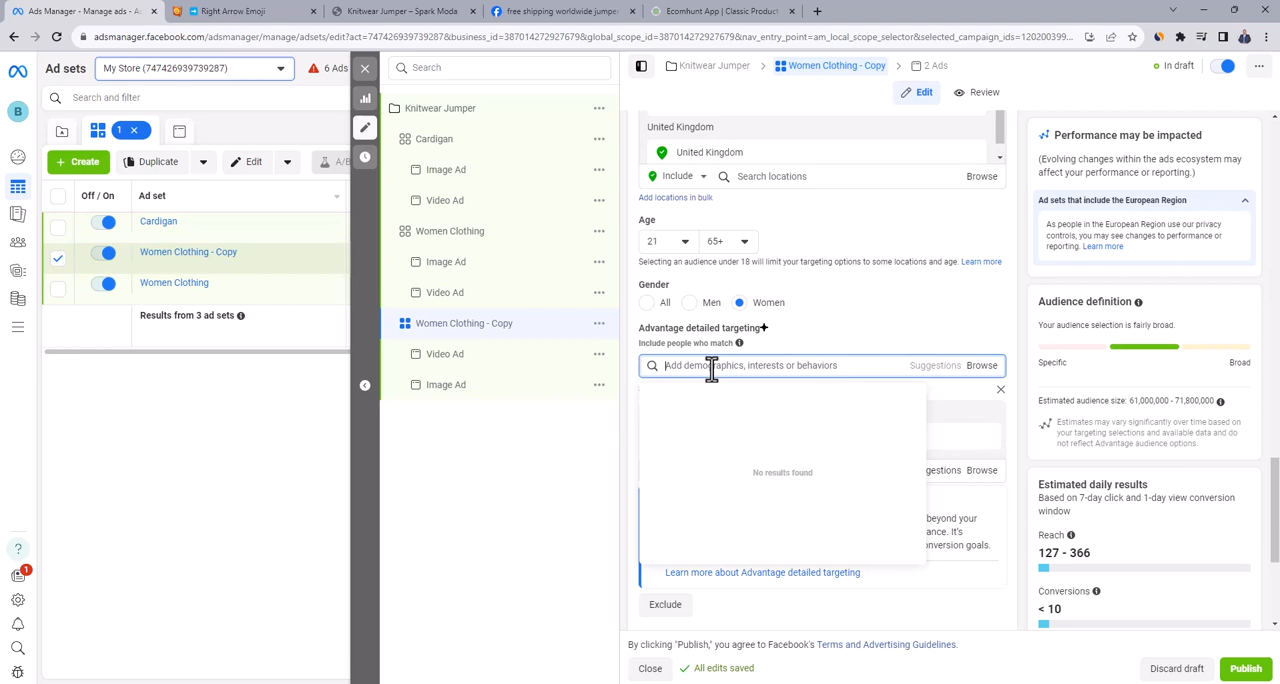 Meta Ads Manager - Manage ads - A
Right Arrow Emoji
Knitwear Jumper – Spark Moda
free shipping worldwide jumper
Ecomhunt App | Classic Product
adsmanager.facebook.com/adsmanager/manage/adsets/edit?act=747426939739287&business_id=387014272927679&global_scope_id=387014272927679&nav_entry_point=am_local_scope_selector&selected_campaign_ids=120200399...
Ad sets
My Store (747426939739287)
6 Ads
Search
Knitwear Jumper
Women Clothing - Copy
2 Ads
In draft
Edit
Review
Search and filter
B
1
Create
Duplicate
Edit
A/B
Off / On
Ad set
Cardigan
Women Clothing - Copy
Women Clothing
Results from 3 ad sets
Knitwear Jumper
Cardigan
Image Ad
Video Ad
Women Clothing
Image Ad
Video Ad
Women Clothing - Copy
Video Ad
Image Ad
United Kingdom
United Kingdom
Include
Search locations
Browse
Add locations in bulk
Age
21
65+
Selecting an audience under 18 will limit your targeting options to some locations and age. Learn more
Gender
All
Men
Women
Advantage detailed targeting
Include people who match
Add demographics, interests or behaviors
Suggestions
Browse
No results found
Browse
beyond your
onversion goals.
Learn more about Advantage detailed targeting
Exclude
By clicking "Publish," you agree to Facebook's Terms and Advertising Guidelines.
Close
All edits saved
Discard draft
Publish
Performance may be impacted
(Evolving changes within the ads ecosystem may
affect your performance or reporting.)
Ad sets that include the European Region
As people in the European Region use our privacy
controls, you may see changes to performance or
reporting. Learn more
Audience definition
Your audience selection is fairly broad.
Specific
Broad
Estimated audience size: 61,000,000 - 71,800,000
Estimates may vary significantly over time based on
your targeting selections and available data and do
not reflect Advantage audience options.
Estimated daily results
Based on 7-day click and 1-day view conversion
window
Reach
127 - 366
Conversions
< 10
1